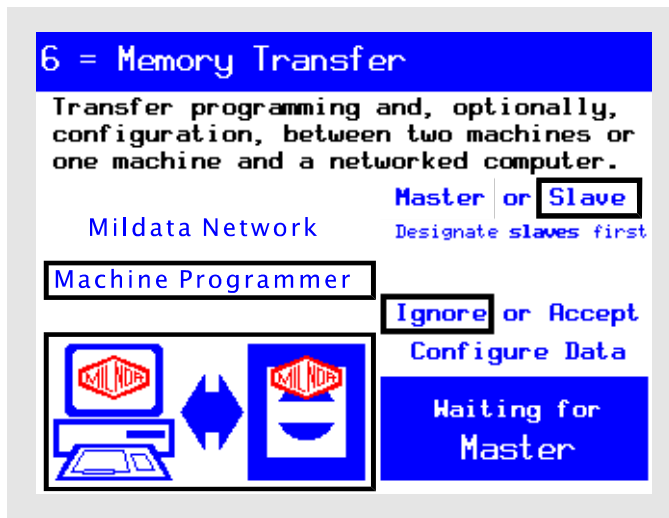 6 = Memory Transfer
Transfer programming and, optionally,
configuration, between two machines or
one machine and a networked computer.
Master or Slave
Designate slaves first
Mildata Network
Machine Programmer
Ignore or Accept
Configure Data
MILNOR
MILNOR
Waiting for
Master